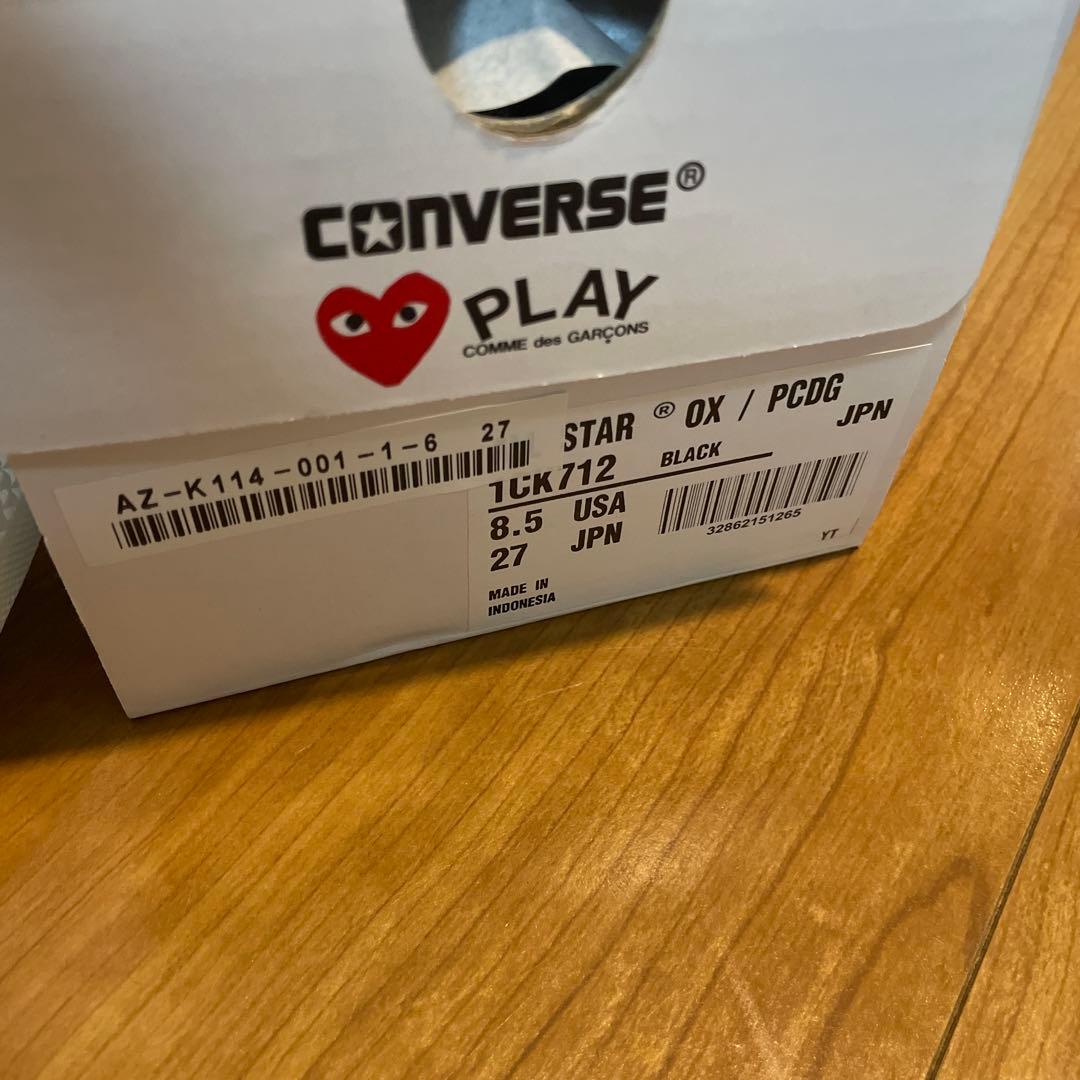 CONVERSE®
PLAY
COMME des GARÇONS
AZ-K114-001-1-6 27
STAR ® OX / PCDG
JPN
1CK712 BLACK
8.5 USA
27 JPN
32862151265
YT
MADE IN
INDONESIA